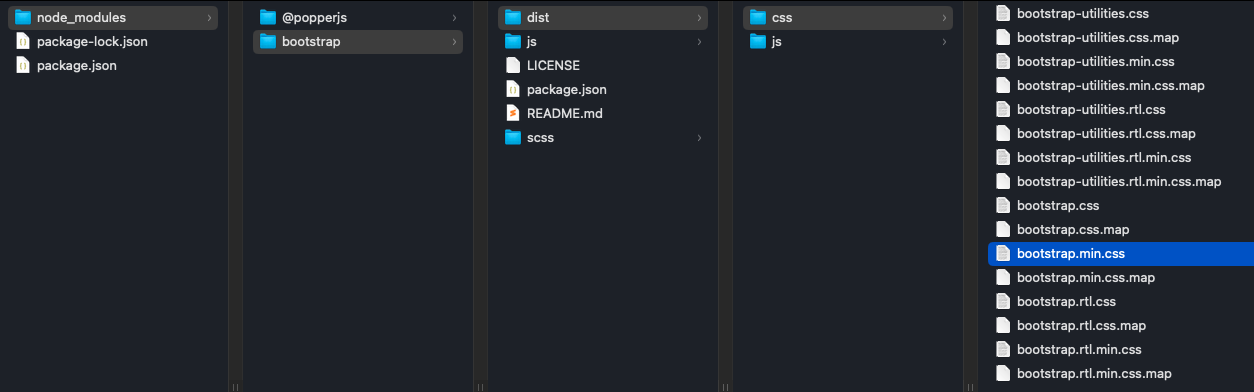 node_modules
package-lock.json
package.json
@popperjs
bootstrap
dist
js
LICENSE
package.json
README.md
scss
css
js
bootstrap-utilities.css
bootstrap-utilities.css.map
bootstrap-utilities.min.css
bootstrap-utilities.min.css.map
bootstrap-utilities.rtl.css
bootstrap-utilities.rtl.css.map
bootstrap-utilities.rtl.min.css
bootstrap-utilities.rtl.min.css.map
bootstrap.css
bootstrap.css.map
bootstrap.min.css
bootstrap.min.css.map
bootstrap.rtl.css
bootstrap.rtl.css.map
bootstrap.rtl.min.css
bootstrap.rtl.min.css.map